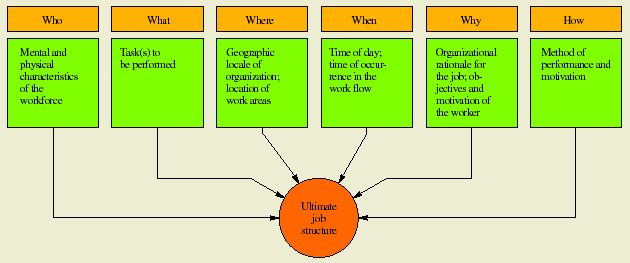 Who
What
Where
When
Why
How
Mental and
physical
characteristics
of the
workforce
Task(s) to
be performed
Geographic
locale of
organization;
location of
work areas
Time of day;
time of occur-
rence in the
work flow
Organizational
rationale for
the job; ob-
jectives and
motivation of
the worker
Method of
performance and
motivation
Ultimate
job
structure